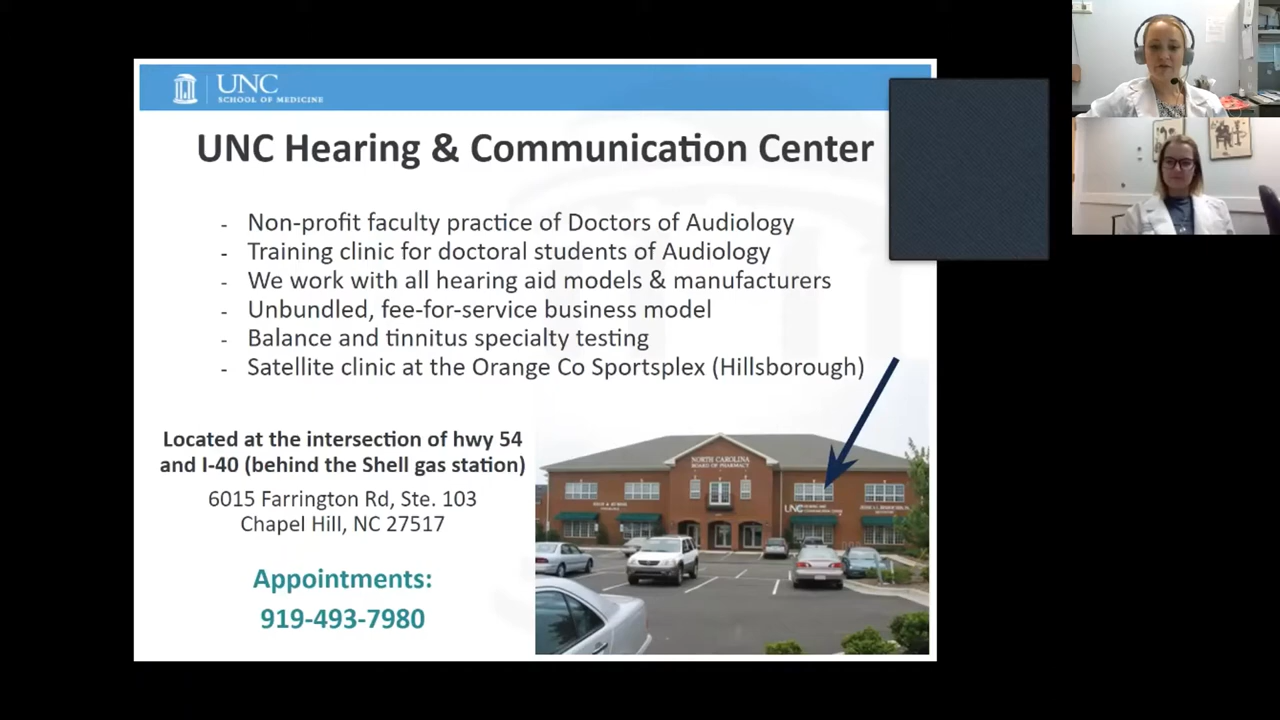 UNC
SCHOOL OF MEDICINE
UNC Hearing & Communication Center
- Non-profit faculty practice of Doctors of Audiology
- Training clinic for doctoral students of Audiology
- We work with all hearing aid models & manufacturers
- Unbundled, fee-for-service business model
- Balance and tinnitus specialty testing
- Satellite clinic at the Orange Co Sportsplex (Hillsborough)
Located at the intersection of hwy 54
and I-40 (behind the Shell gas station)
6015 Farrington Rd, Ste. 103
Chapel Hill, NC 27517
Appointments:
919-493-7980
NORTH CAROLINA
BOARD OF PHARMACY
UNC